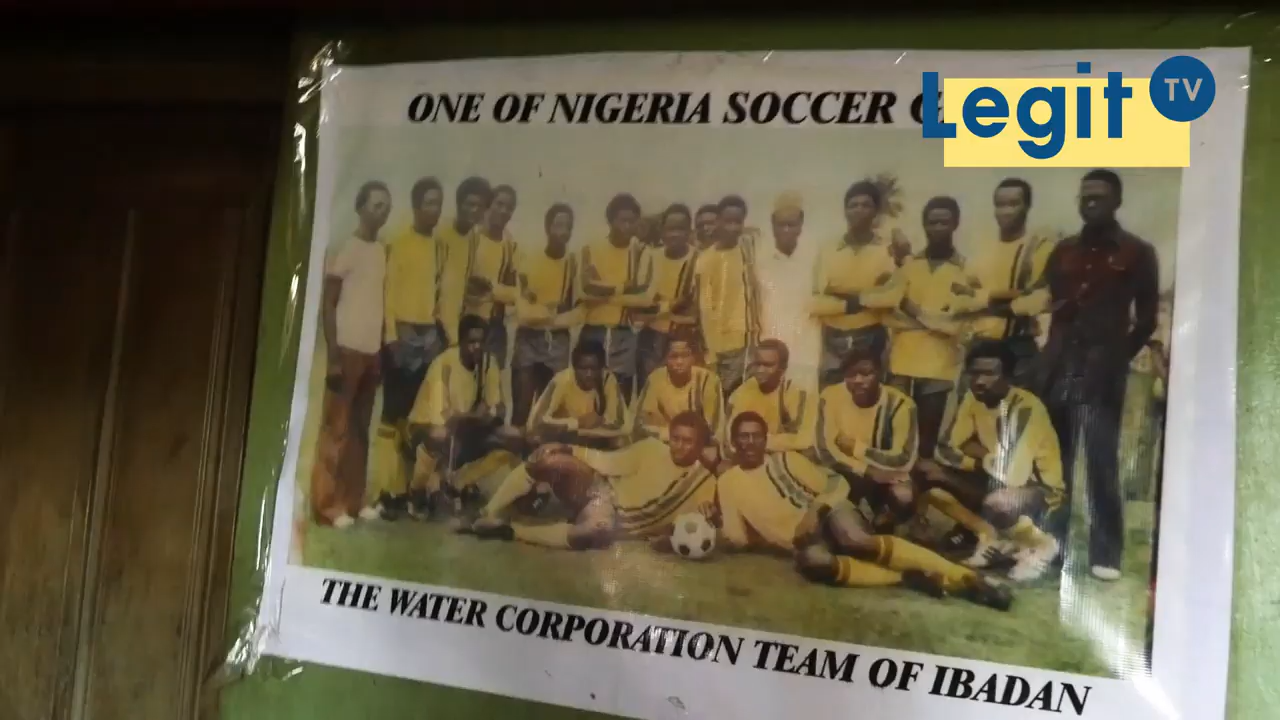 ONE OF NIGERIA SOCCER
Legit TV
THE WATER CORPORATION TEAM OF IBADAN